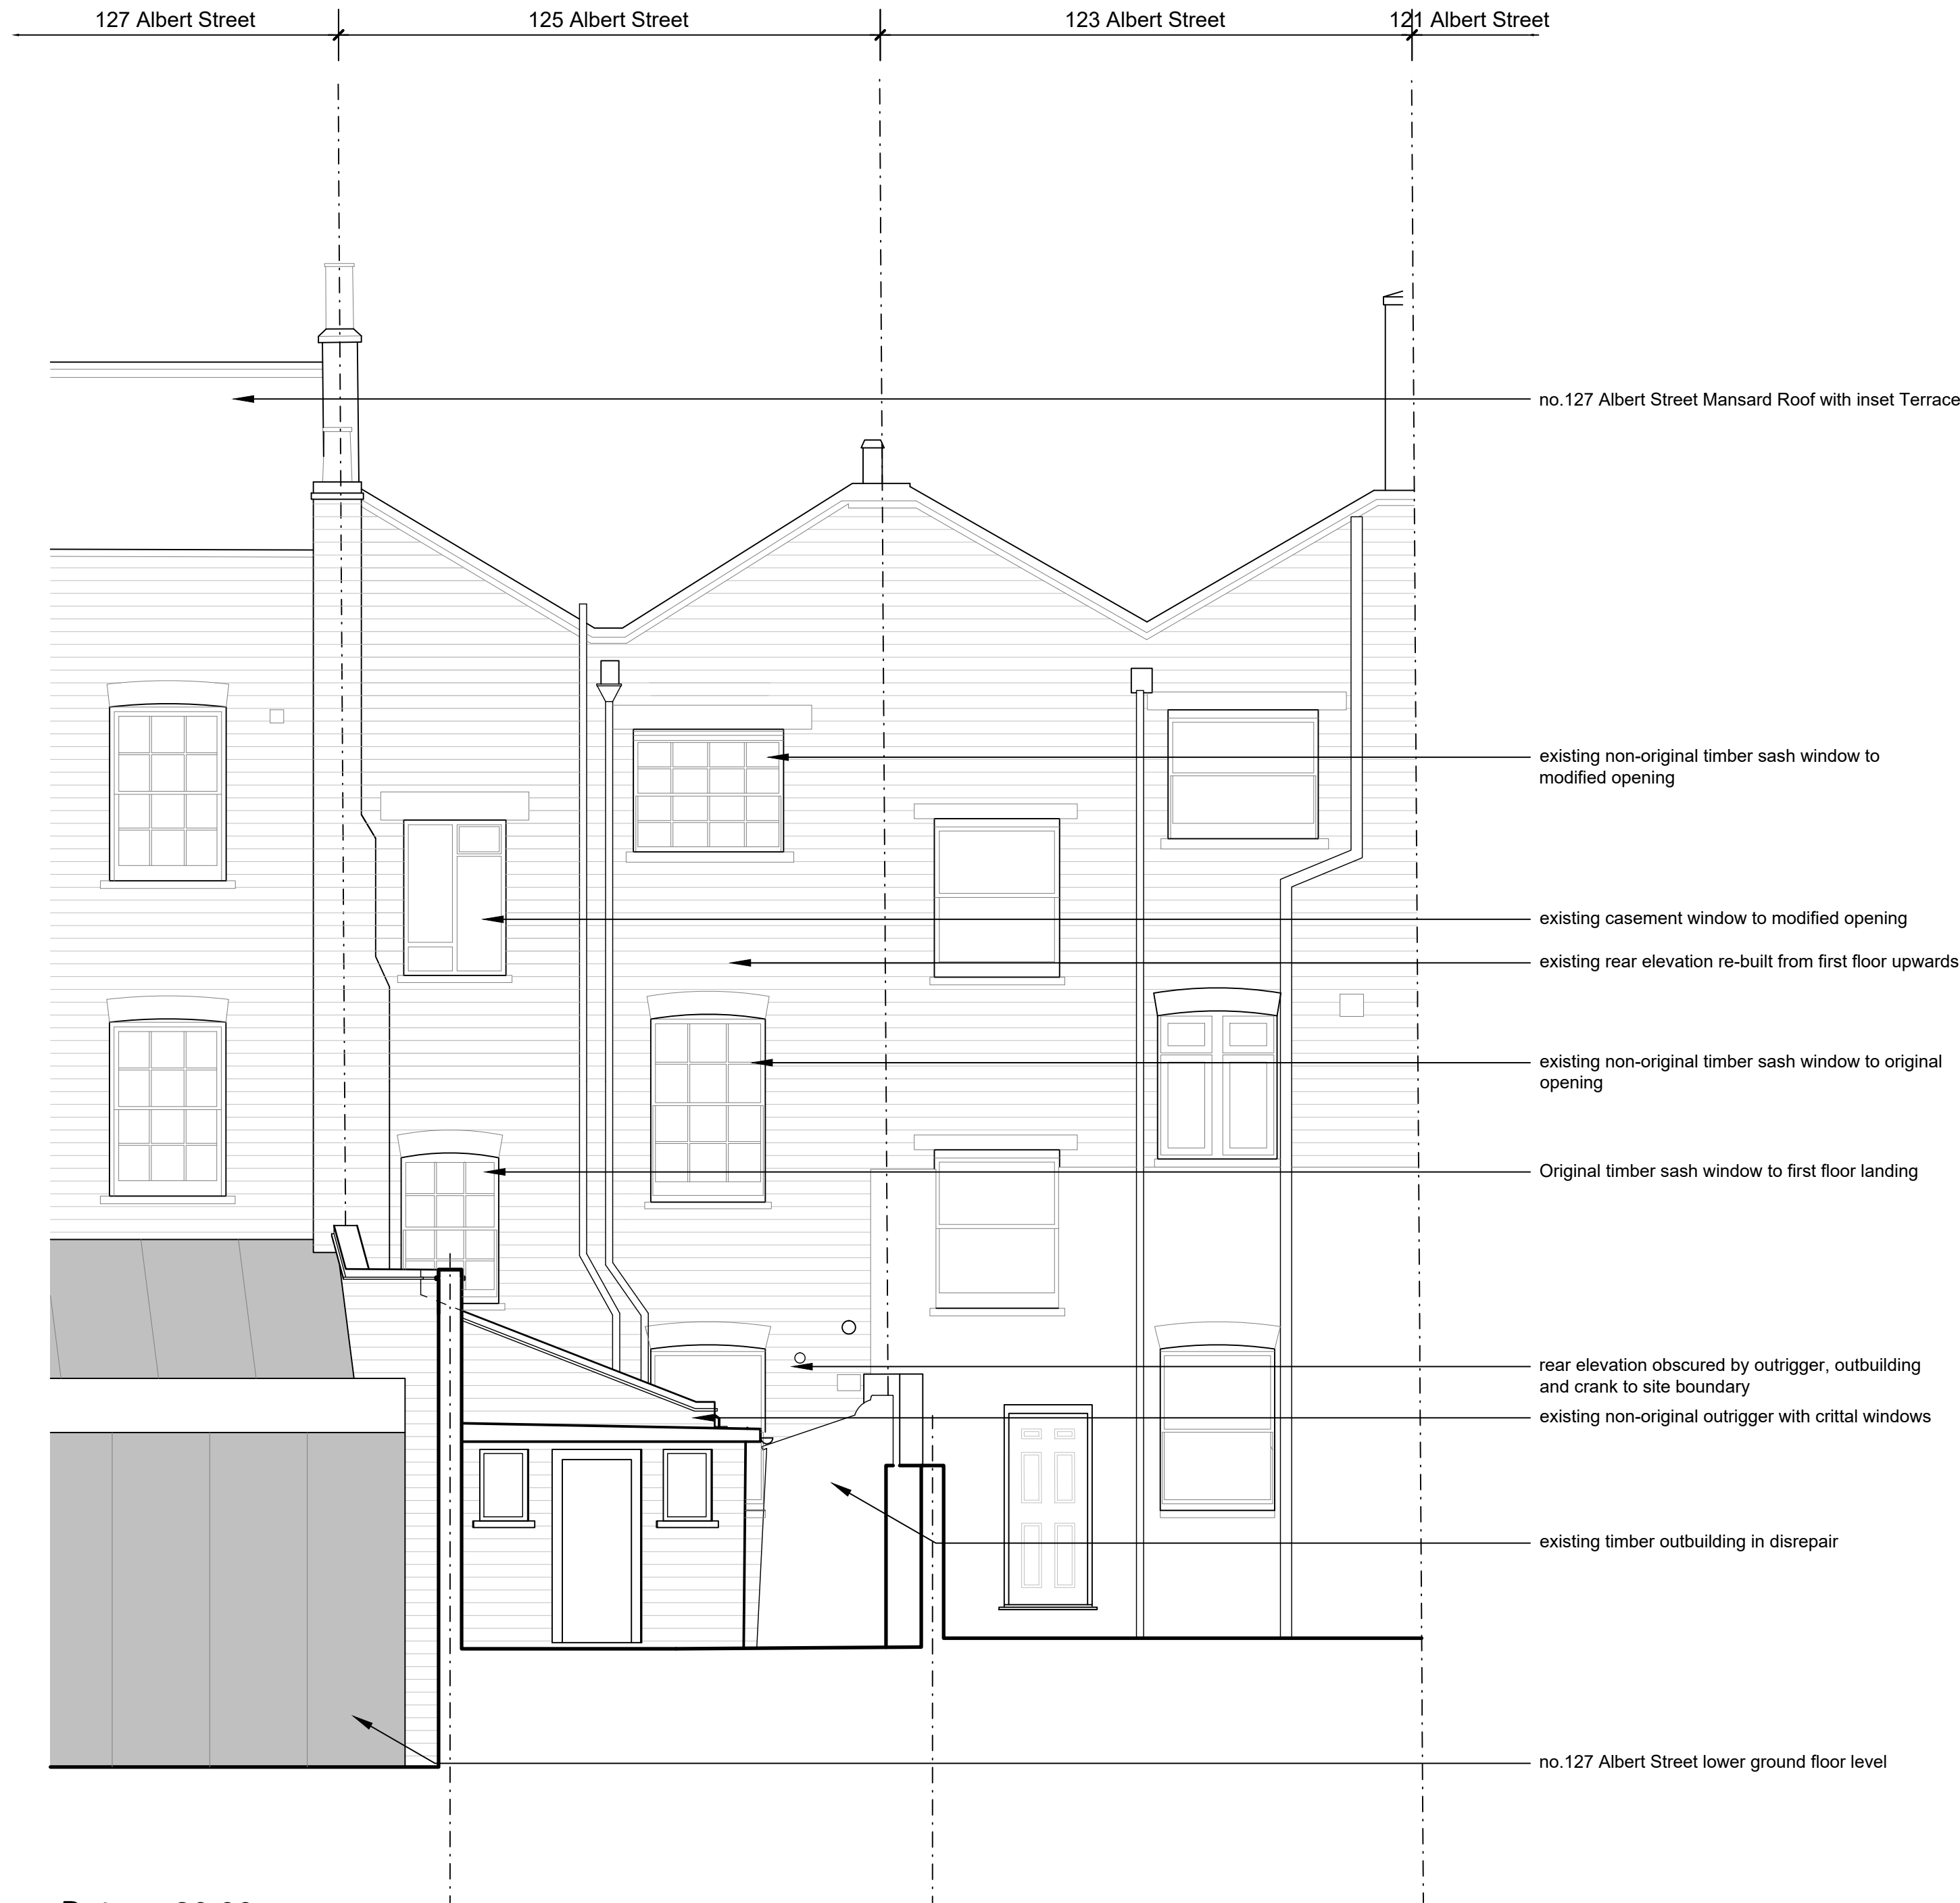 127 Albert Street
125 Albert Street
123 Albert Street
121 Albert Street
no.127 Albert Street Mansard Roof with inset Terrace
existing non-original timber sash window to
modified opening
existing casement window to modified opening
existing rear elevation re-built from first floor upwards
existing non-original timber sash window to original
opening
Original timber sash window to first floor landing
rear elevation obscured by outrigger, outbuilding
and crank to site boundary
existing non-original outrigger with crittal windows
existing timber outbuilding in disrepair
no.127 Albert Street lower ground floor level